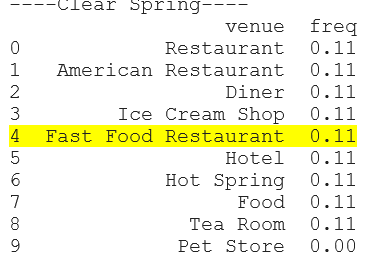 ----Clear Spring----
venue freq
0 Restaurant 0.11
1 American Restaurant 0.11
2 Diner 0.11
3 Ice Cream Shop 0.11
4 Fast Food Restaurant 0.11
5 Hotel 0.11
6 Hot Spring 0.11
7 Food 0.11
8 Tea Room 0.11
9 Pet Store 0.00